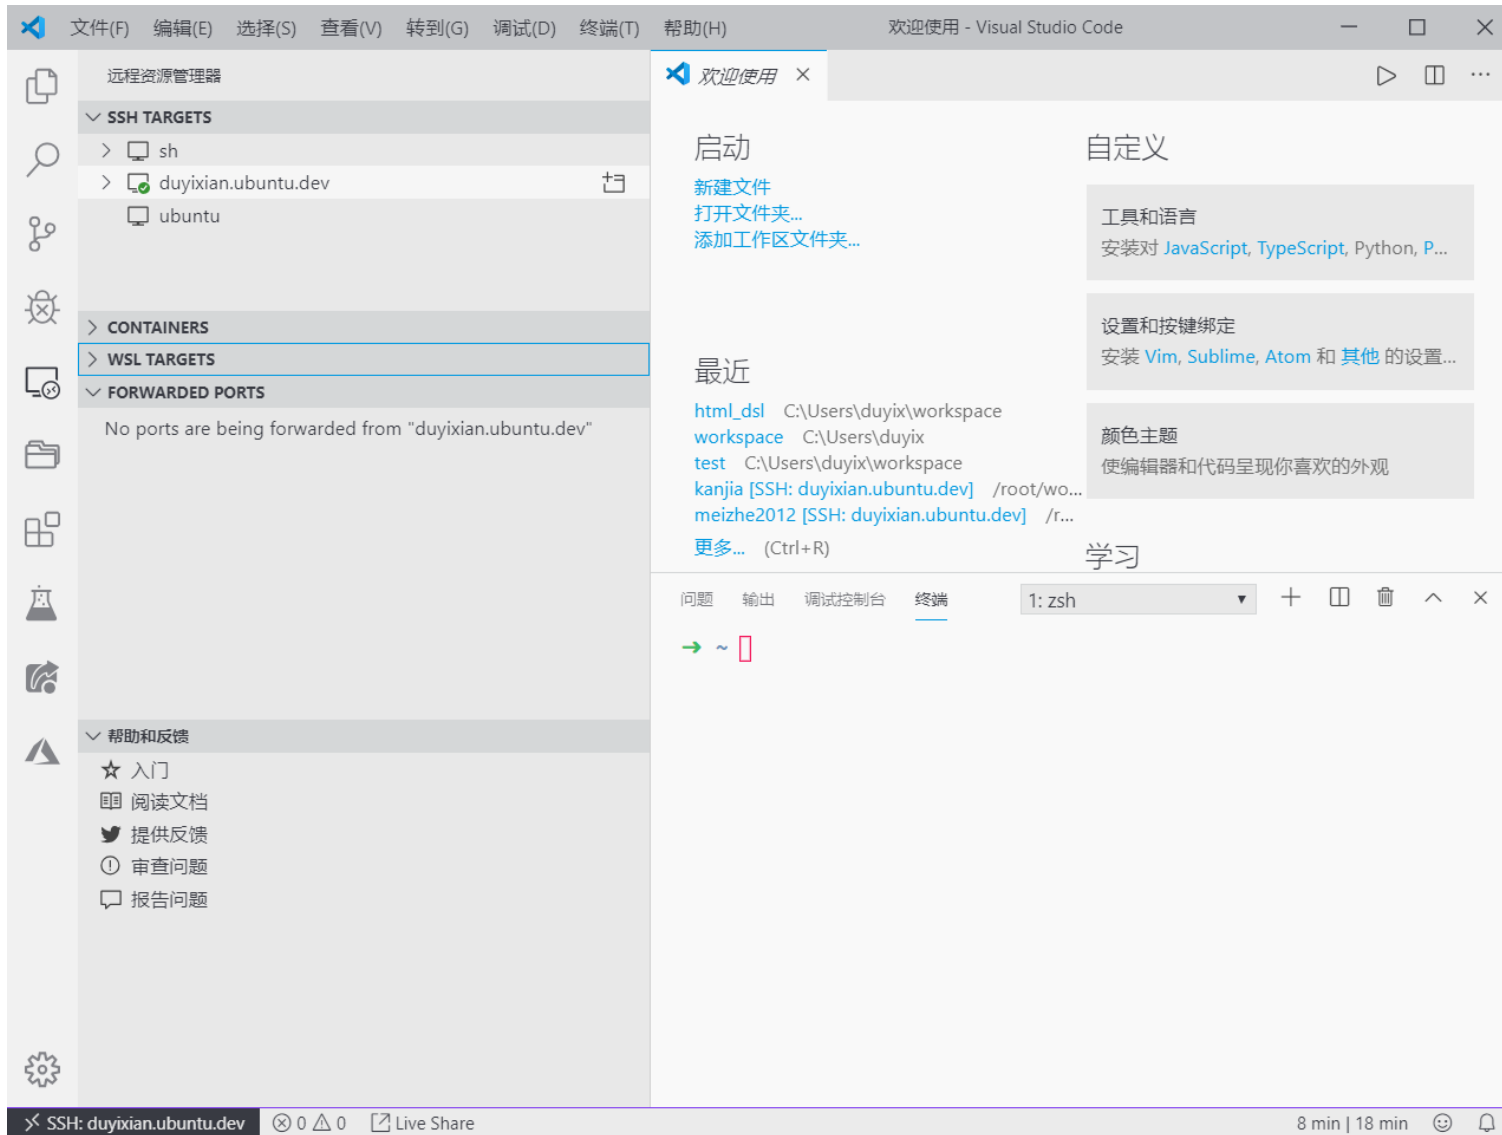 文件(F) 编辑(E) 选择(S) 查看(V) 转到(G) 调试(D) 终端(T) 帮助(H) 欢迎使用 - Visual Studio Code
远程资源管理器
SSH TARGETS
sh
duyixian.ubuntu.dev
ubuntu
CONTAINERS
WSL TARGETS
FORWARDED PORTS
No ports are being forwarded from "duyixian.ubuntu.dev"
帮助和反馈
入门
阅读文档
提供反馈
审查问题
报告问题
欢迎使用
启动
新建文件
打开文件夹...
添加工作区文件夹...
最近
html_dsl C:\Users\duyix\workspace
workspace C:\Users\duyix
test C:\Users\duyix\workspace
kanjia [SSH: duyixian.ubuntu.dev] /root/wo...
meizhe2012 [SSH: duyixian.ubuntu.dev] /r...
更多... (Ctrl+R)
自定义
工具和语言
安装对 JavaScript, TypeScript, Python, P...
设置和按键绑定
安装 Vim, Sublime, Atom 和 其他 的设置...
颜色主题
使编辑器和代码呈现你喜欢的外观
学习
问题 输出 调试控制台 终端 1: zsh
➜ ~
SSH: duyixian.ubuntu.dev 0 0 Live Share 8 min | 18 min